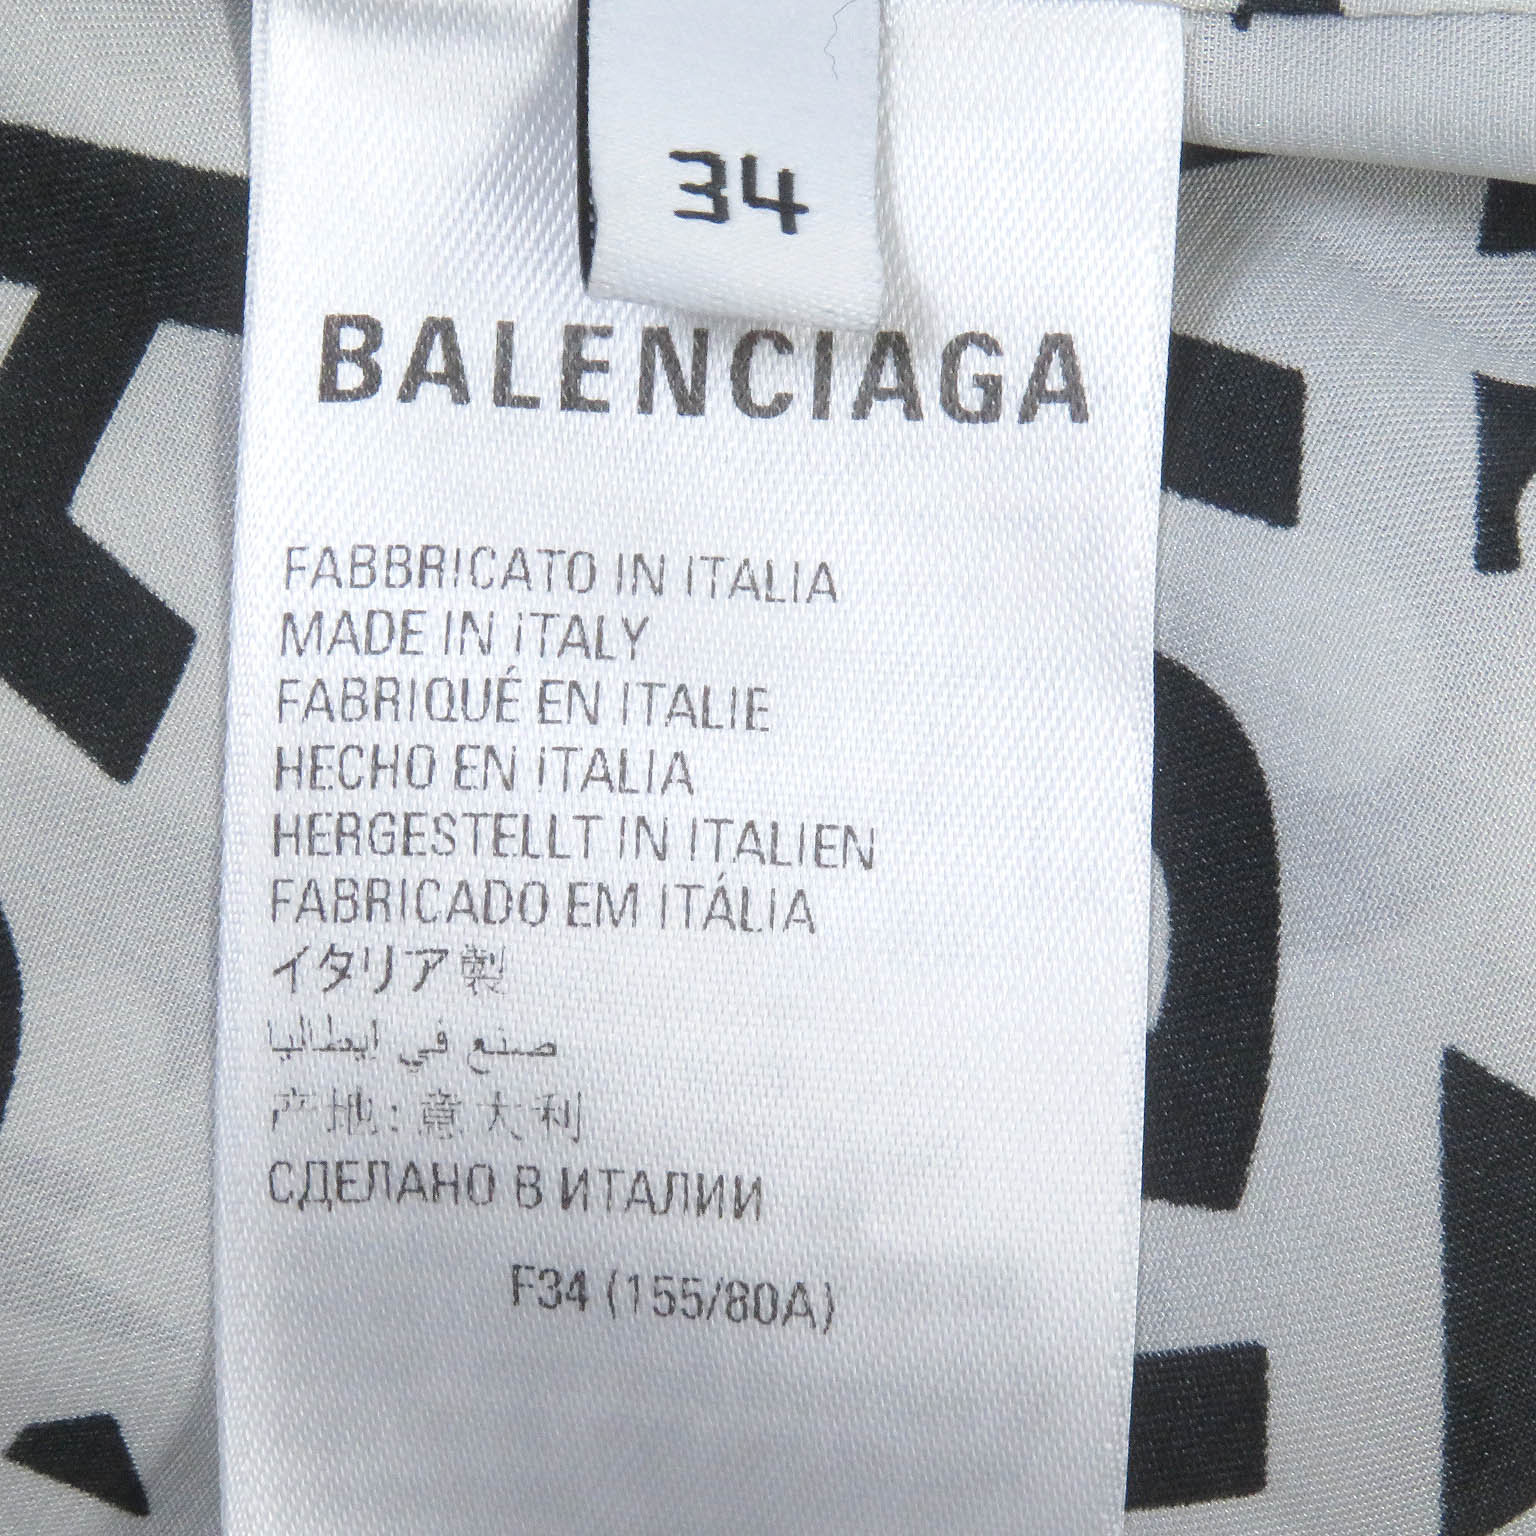 34
BALENCIAGA
FABBRICATO IN ITALIA
MADE IN ITALY
FABRIQUÉ EN ITALIE
HECHO EN ITALIA
HERGESTELLT IN ITALIEN
FABRICADO EM ITÁLIA
イタリア製
صنع في ايطاليا
产地:意大利
СДЕЛАНО В ИТАЛИИ
F34 (155/80A)